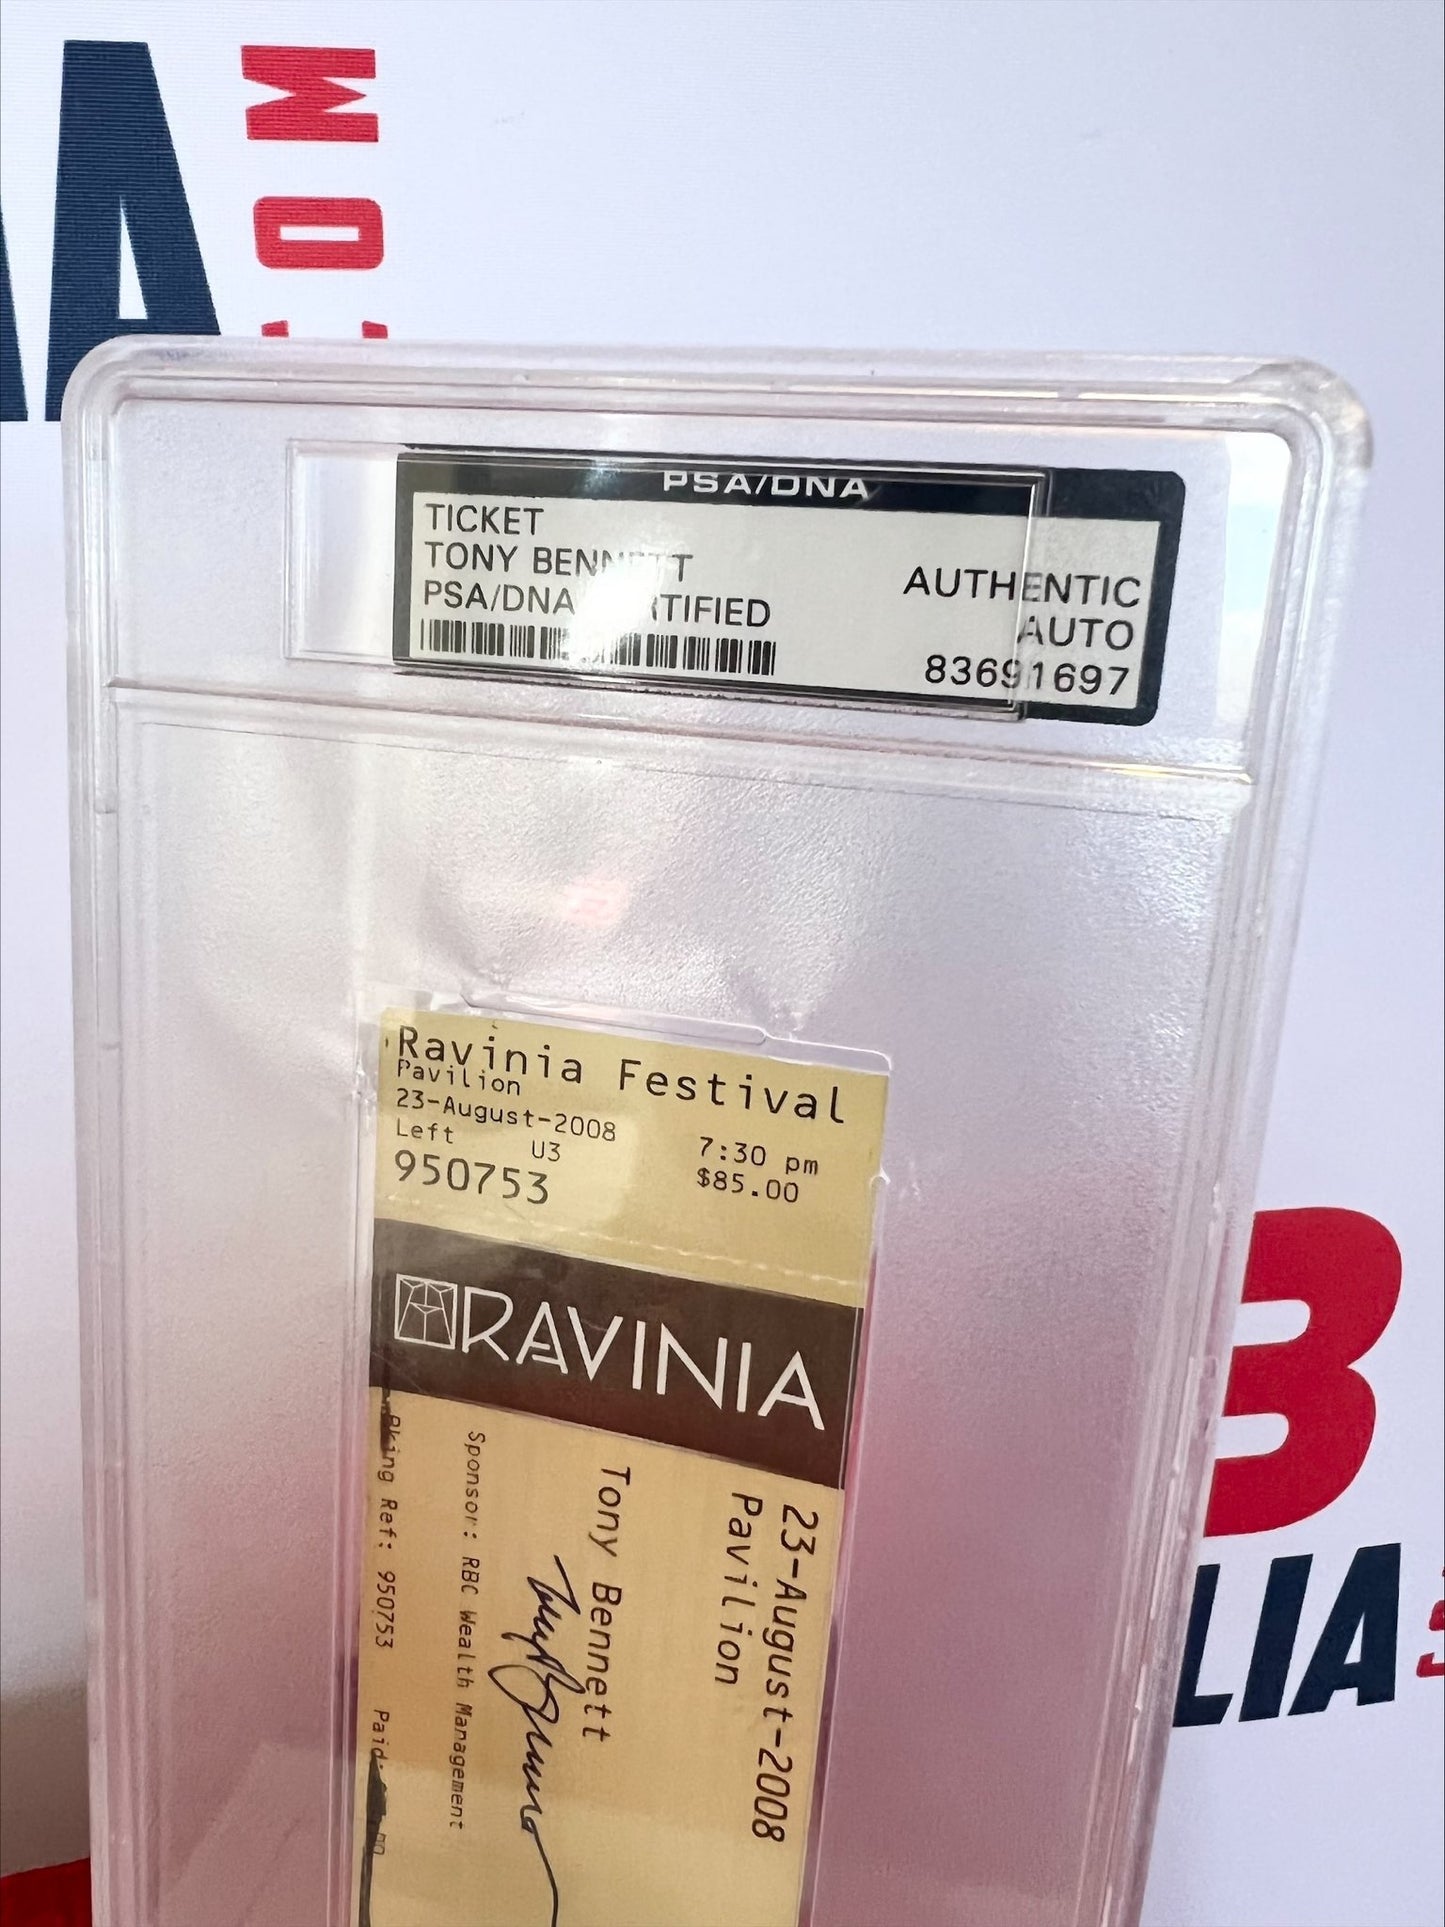 PSA/DNA
TICKET
TONY BENNETT
PSA/DNA CERTIFIED
AUTHENTIC
AUTO
83691697
Ravinia Festival
Pavilion
23-August-2008
7:30 pm
Left U3
$85.00
950753
RAVINIA
23-August-2008
Pavilion
Tony Bennett
Sponsor: RBC Wealth Management
Ref: 950753
Paid:
B
LIA